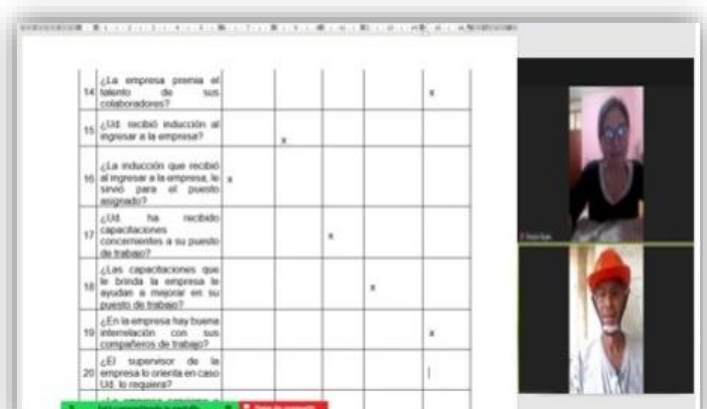 ¿La empresa premia el
14 talento de sus x
colaboradores?
¿Ud. recibió inducción al
15 ingresar a la empresa? x
¿La inducción que recibió
16 al ingresar a la empresa, le x
sirvió para el puesto
asignado?
¿Ud. ha recibido
17 capacitaciones x
concernientes a su puesto
de trabajo?
¿Las capacitaciones que
18 le brinda la empresa le x
ayudan a mejorar en su
puesto de trabajo?
¿En la empresa hay buena
19 interrelación con sus x
compañeros de trabajo?
¿El supervisor de la
20 empresa lo orienta en caso
Ud. lo requiera?